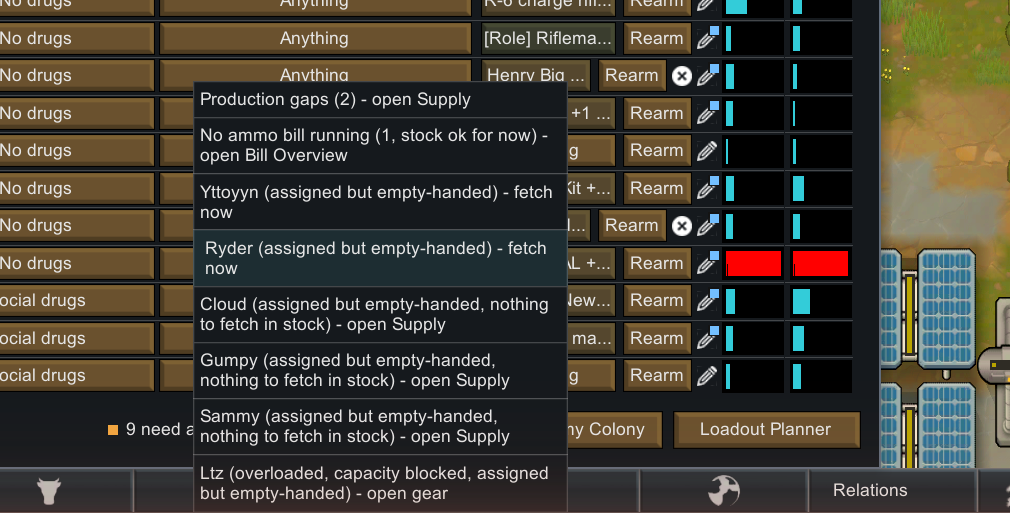 No drugs
Anything
R-6 charge rifl...
Rearm
No drugs
Anything
[Role] Riflema...
Rearm
No drugs
Anything
Henry Big ...
Rearm
No drugs
+1 ...
Rearm
No drugs
g
Rearm
No drugs
Kit +...
Rearm
No drugs
Rearm
No drugs
AL +...
Rearm
ocial drugs
New...
Rearm
ocial drugs
ma...
Rearm
ocial drugs
g
Rearm
Production gaps (2) - open Supply
No ammo bill running (1, stock ok for now) -
open Bill Overview
Yttoyyn (assigned but empty-handed) - fetch
now
Ryder (assigned but empty-handed) - fetch
now
Cloud (assigned but empty-handed, nothing
to fetch in stock) - open Supply
Gumpy (assigned but empty-handed,
nothing to fetch in stock) - open Supply
Sammy (assigned but empty-handed,
nothing to fetch in stock) - open Supply
Ltz (overloaded, capacity blocked, assigned
but empty-handed) - open gear
9 need a
ny Colony
Loadout Planner
Relations